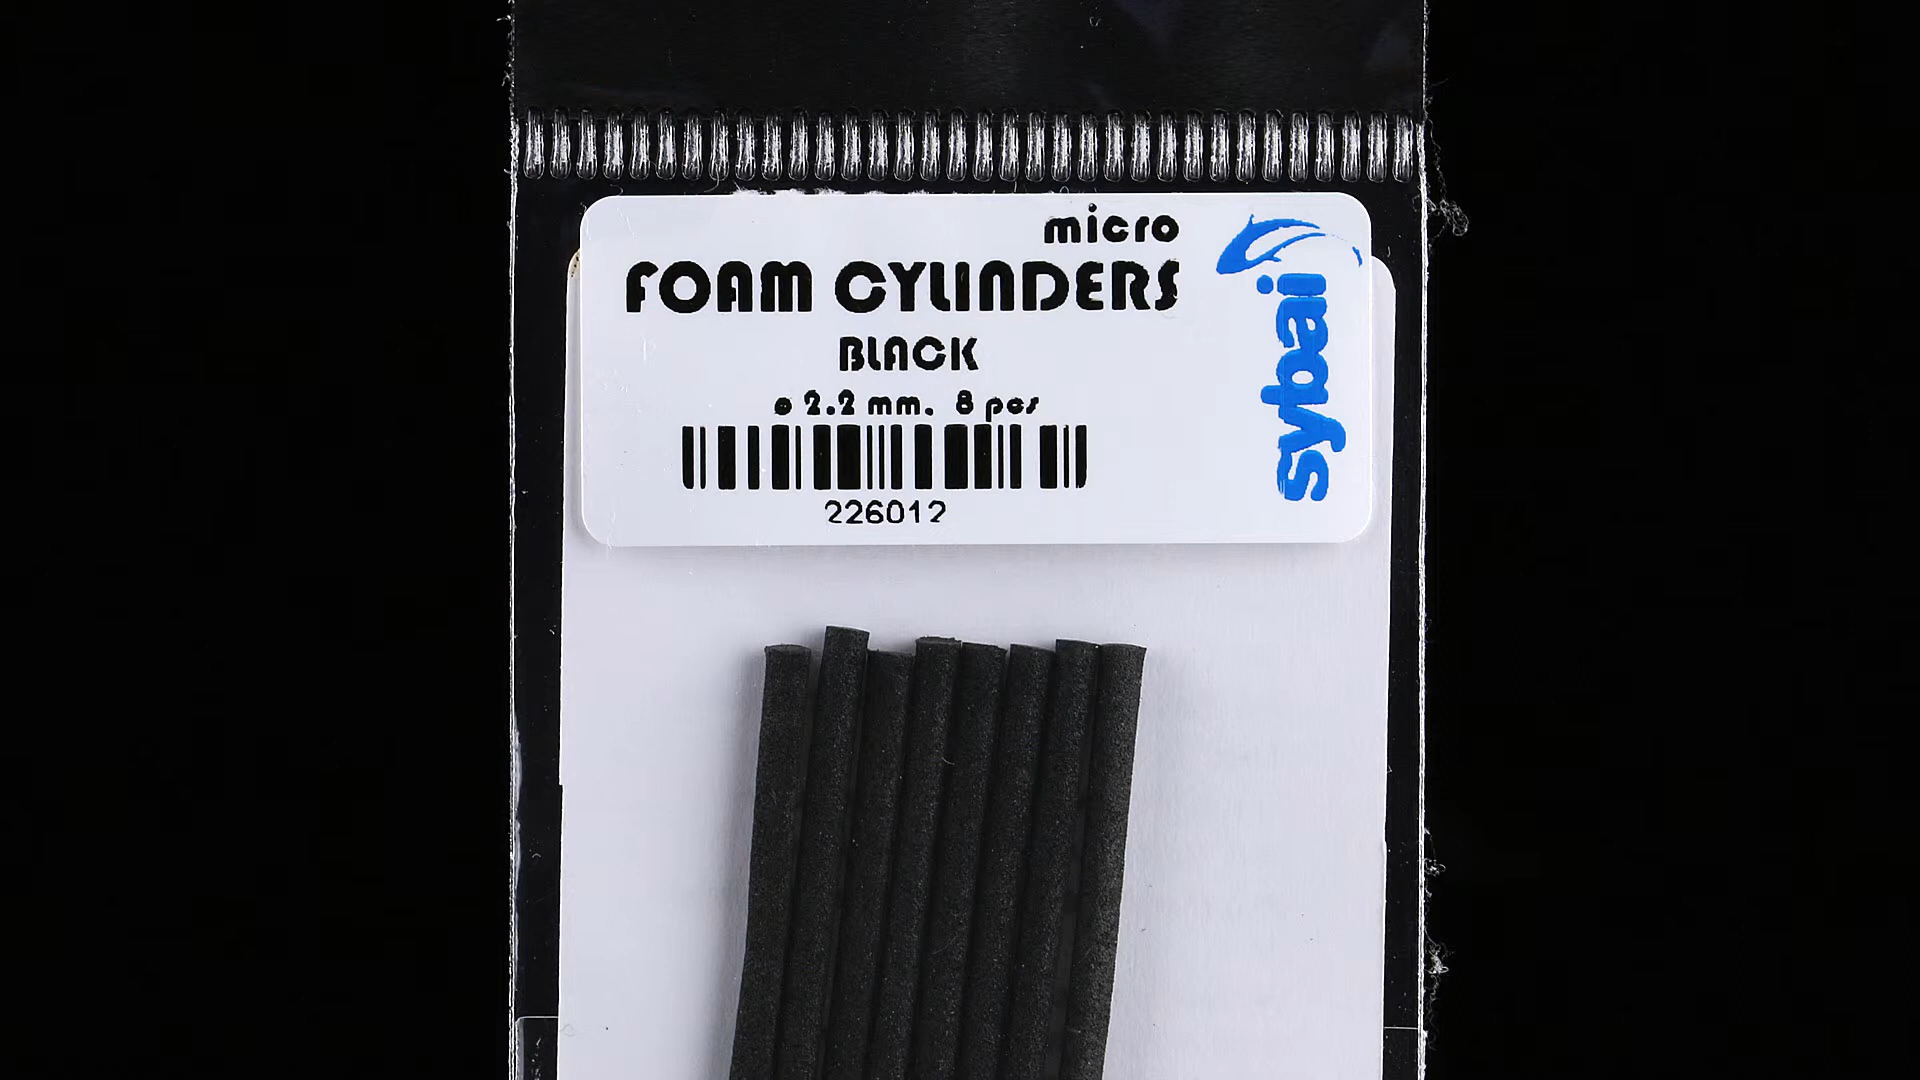 micro
FOAM CYLINDERS
BLACK
ø 2.2 mm. 8 pcs
226012
sybai